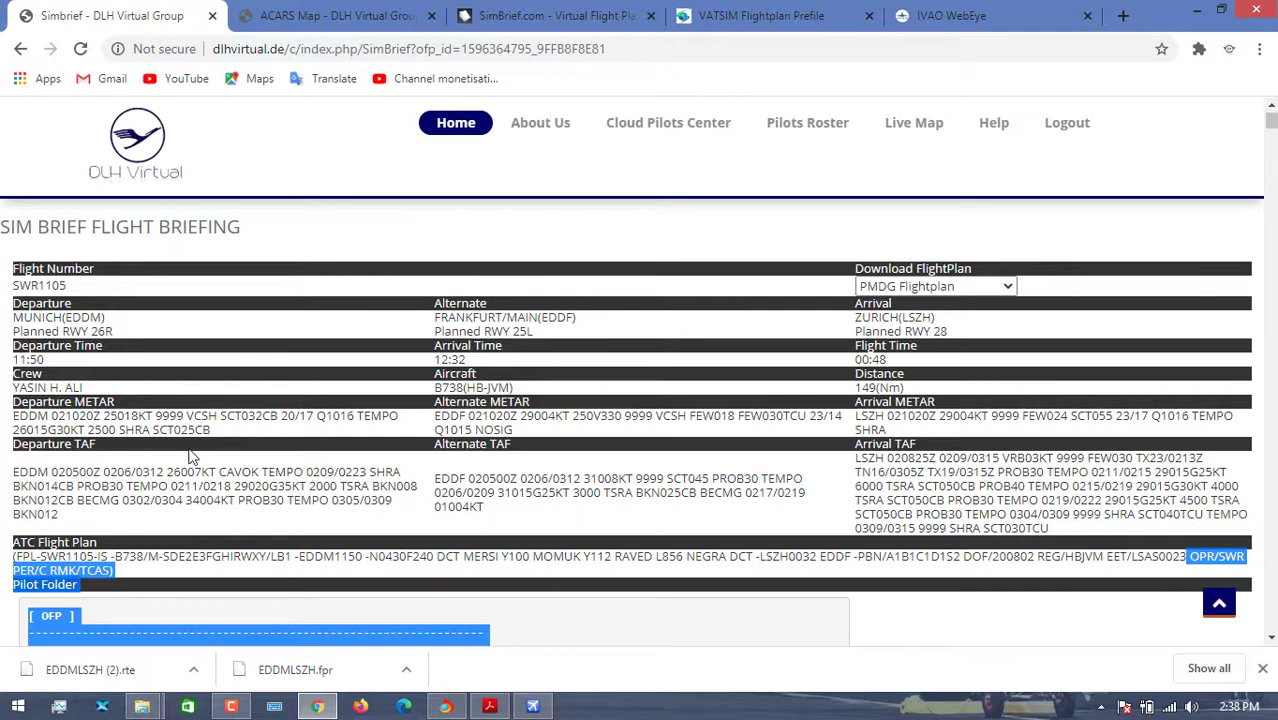 Simbrief - DLH Virtual Group
ACARS Map - DLH Virtual Grou
SimBrief.com - Virtual Flight Pla
VATSIM Flightplan Prefile
IVAO WebEye
Not secure dlhvirtual.de/c/index.php/SimBrief?ofp_id=1596364795_9FFB8F8E81
Apps Gmail YouTube Maps Translate Channel monetisati...
DLH Virtual
Home About Us Cloud Pilots Center Pilots Roster Live Map Help Logout
SIM BRIEF FLIGHT BRIEFING
Flight Number Download FlightPlan
SWR1105 PMDG Flightplan
Departure Alternate Arrival
MUNICH(EDDM) FRANKFURT/MAIN(EDDF) ZURICH(LSZH)
Planned RWY 26R Planned RWY 25L Planned RWY 28
Departure Time Arrival Time Flight Time
11:50 12:32 00:48
Crew Aircraft Distance
YASIN H. ALI B738(HB-JVM) 149(Nm)
Departure METAR Alternate METAR Arrival METAR
EDDM 021020Z 25018KT 9999 VCSH SCT032CB 20/17 Q1016 TEMPO
26015G30KT 2500 SHRA SCT025CB
EDDF 021020Z 29004KT 250V330 9999 VCSH FEW018 FEW030TCU 23/14
Q1015 NOSIG
LSZH 021020Z 29004KT 9999 FEW024 SCT055 23/17 Q1016 TEMPO
SHRA
Departure TAF Alternate TAF Arrival TAF
EDDM 020500Z 0206/0312 26007KT CAVOK TEMPO 0209/0223 SHRA
BKN014CB PROB30 TEMPO 0211/0218 29020G35KT 2000 TSRA BKN008
BKN012CB BECMG 0302/0304 34004KT PROB30 TEMPO 0305/0309
BKN012
EDDF 020500Z 0206/0312 31008KT 9999 SCT045 PROB30 TEMPO
0206/0209 31015G25KT 3000 TSRA BKN025CB BECMG 0217/0219
01004KT
LSZH 020825Z 0209/0315 VRB03KT 9999 FEW030 TX23/0213Z
TN16/0305Z TX19/0315Z PROB30 TEMPO 0211/0215 29015G25KT
6000 TSRA SCT050CB PROB40 TEMPO 0215/0219 29015G30KT 4000
TSRA SCT050CB PROB30 TEMPO 0219/0222 29015G25KT 4500 TSRA
SCT050CB PROB30 TEMPO 0304/0309 9999 SHRA SCT040TCU TEMPO
0309/0315 9999 SHRA SCT030TCU
ATC Flight Plan
(FPL-SWR1105-IS -B738/M-SDE2E3FGHIRWXY/LB1 -EDDM1150 -N0430F240 DCT MERSI Y100 MOMUK Y112 RAVED L856 NEGRA DCT -LSZH0032 EDDF -PBN/A1B1C1D1S2 DOF/200802 REG/HBJVM EET/LSAS0023 OPR/SWR
PER/C RMK/TCAS)
Pilot Folder
[ OFP ]
--------------------------------------------------------------------
EDDMLSZH (2).rte EDDMLSZH.fpr Show all
2:38 PM